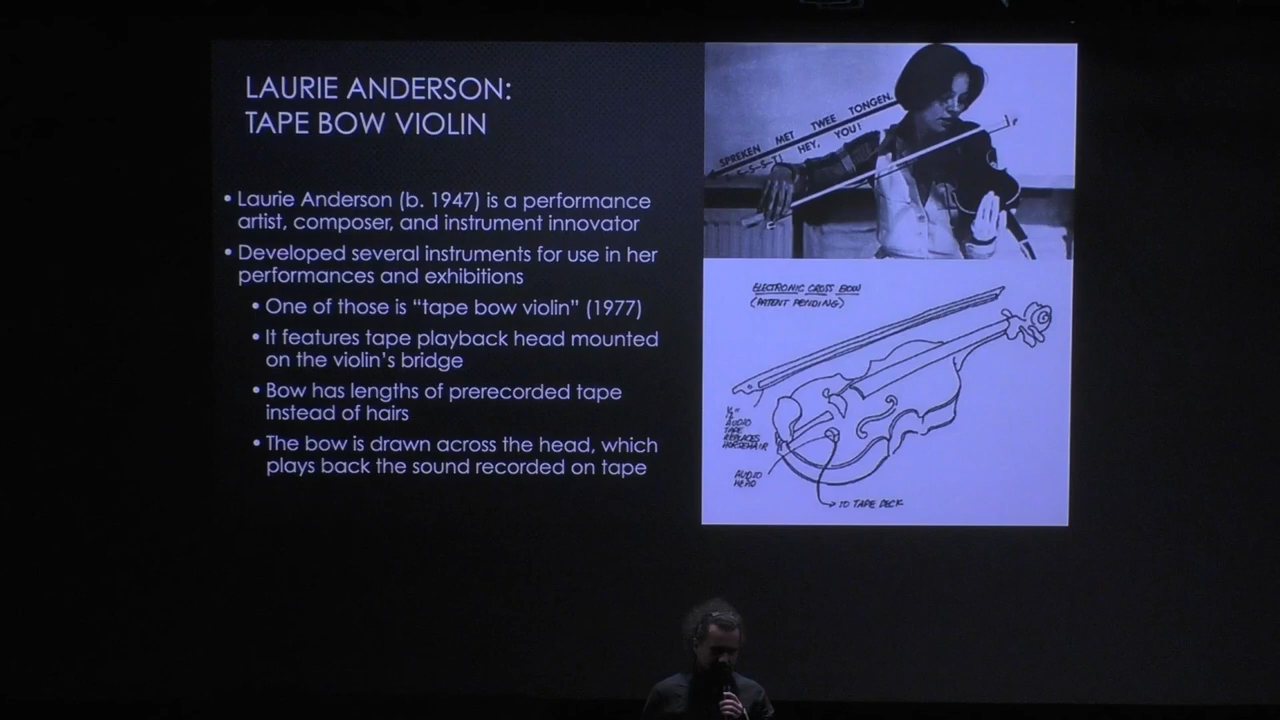 LAURIE ANDERSON:
TAPE BOW VIOLIN
• Laurie Anderson (b. 1947) is a performance
artist, composer, and instrument innovator
• Developed several instruments for use in her
performances and exhibitions
• One of those is “tape bow violin” (1977)
• It features tape playback head mounted
on the violin’s bridge
• Bow has lengths of prerecorded tape
instead of hairs
• The bow is drawn across the head, which
plays back the sound recorded on tape
SPREKEN MET TWEE TONGEN.
HEY, YOU!
ELECTRONIC CROSS BOW
(PATENT PENDING)
AUDIO
TAPE
REPLACES
HORSEHAIR
AUDIO
HEAD
TO TAPE DECK